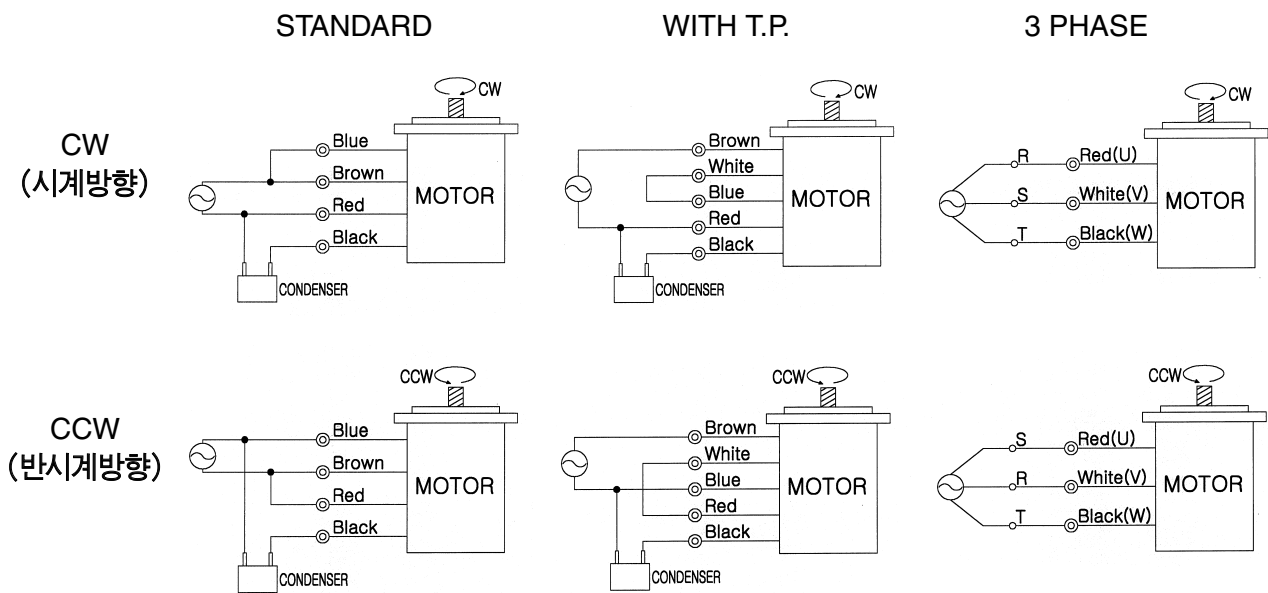 STANDARD
WITH T.P.
3 PHASE
CW
(시계방향)
CW
Blue
Brown
Red
Black
MOTOR
CONDENSER
CW
Brown
White
Blue
Red
Black
MOTOR
CONDENSER
CW
R
Red(U)
S
White(V)
T
Black(W)
MOTOR
CCW
(반시계방향)
CCW
Blue
Brown
Red
Black
MOTOR
CONDENSER
CCW
Brown
White
Blue
Red
Black
MOTOR
CONDENSER
CCW
S
Red(U)
R
White(V)
T
Black(W)
MOTOR